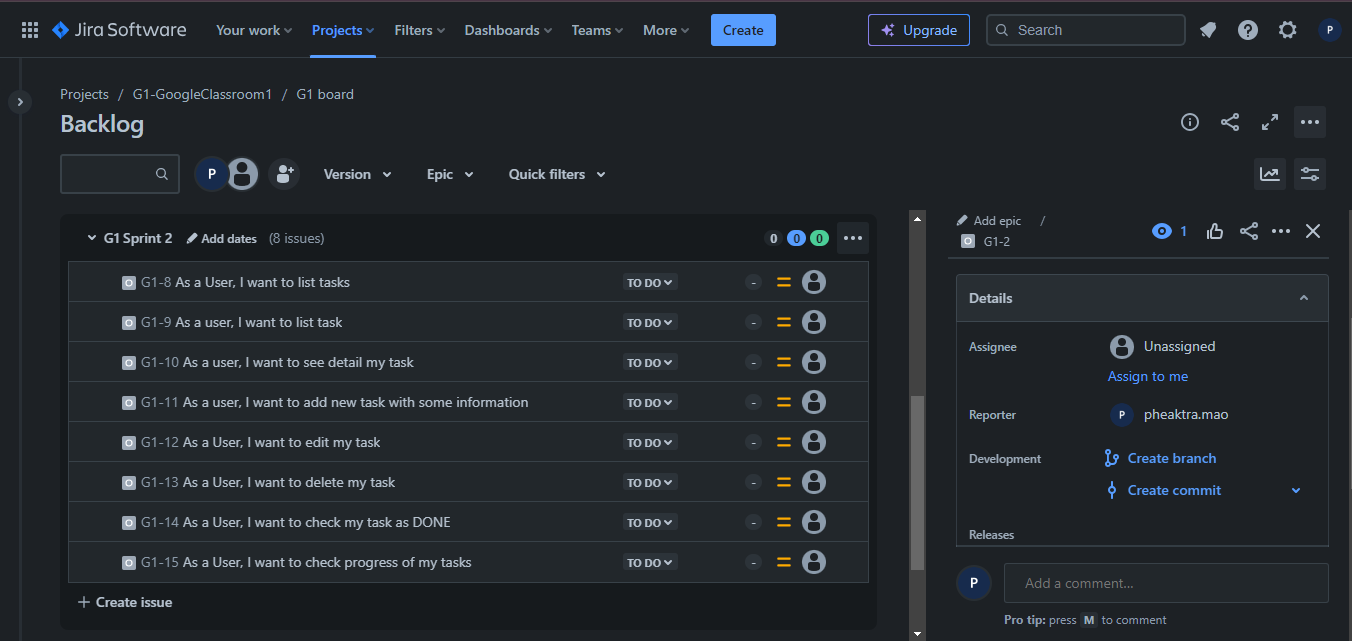 Jira Software Your work Projects Filters Dashboards Teams More Create Upgrade Search P
Projects / G1-GoogleClassroom1 / G1 board
Backlog
P Version Epic Quick filters
G1 Sprint 2 Add dates (8 issues) 0 0 0
G1-8 As a User, I want to list tasks TO DO -
G1-9 As a user, I want to list task TO DO -
G1-10 As a user, I want to see detail my task TO DO -
G1-11 As a user, I want to add new task with some information TO DO -
G1-12 As a User, I want to edit my task TO DO -
G1-13 As a User, I want to delete my task TO DO -
G1-14 As a User, I want to check my task as DONE TO DO -
G1-15 As a User, I want to check progress of my tasks TO DO -
+ Create issue
Add epic /
G1-2
1
Details
Assignee Unassigned
Assign to me
Reporter P pheaktra.mao
Development Create branch
Create commit
Releases
P Add a comment...
Pro tip: press M to comment